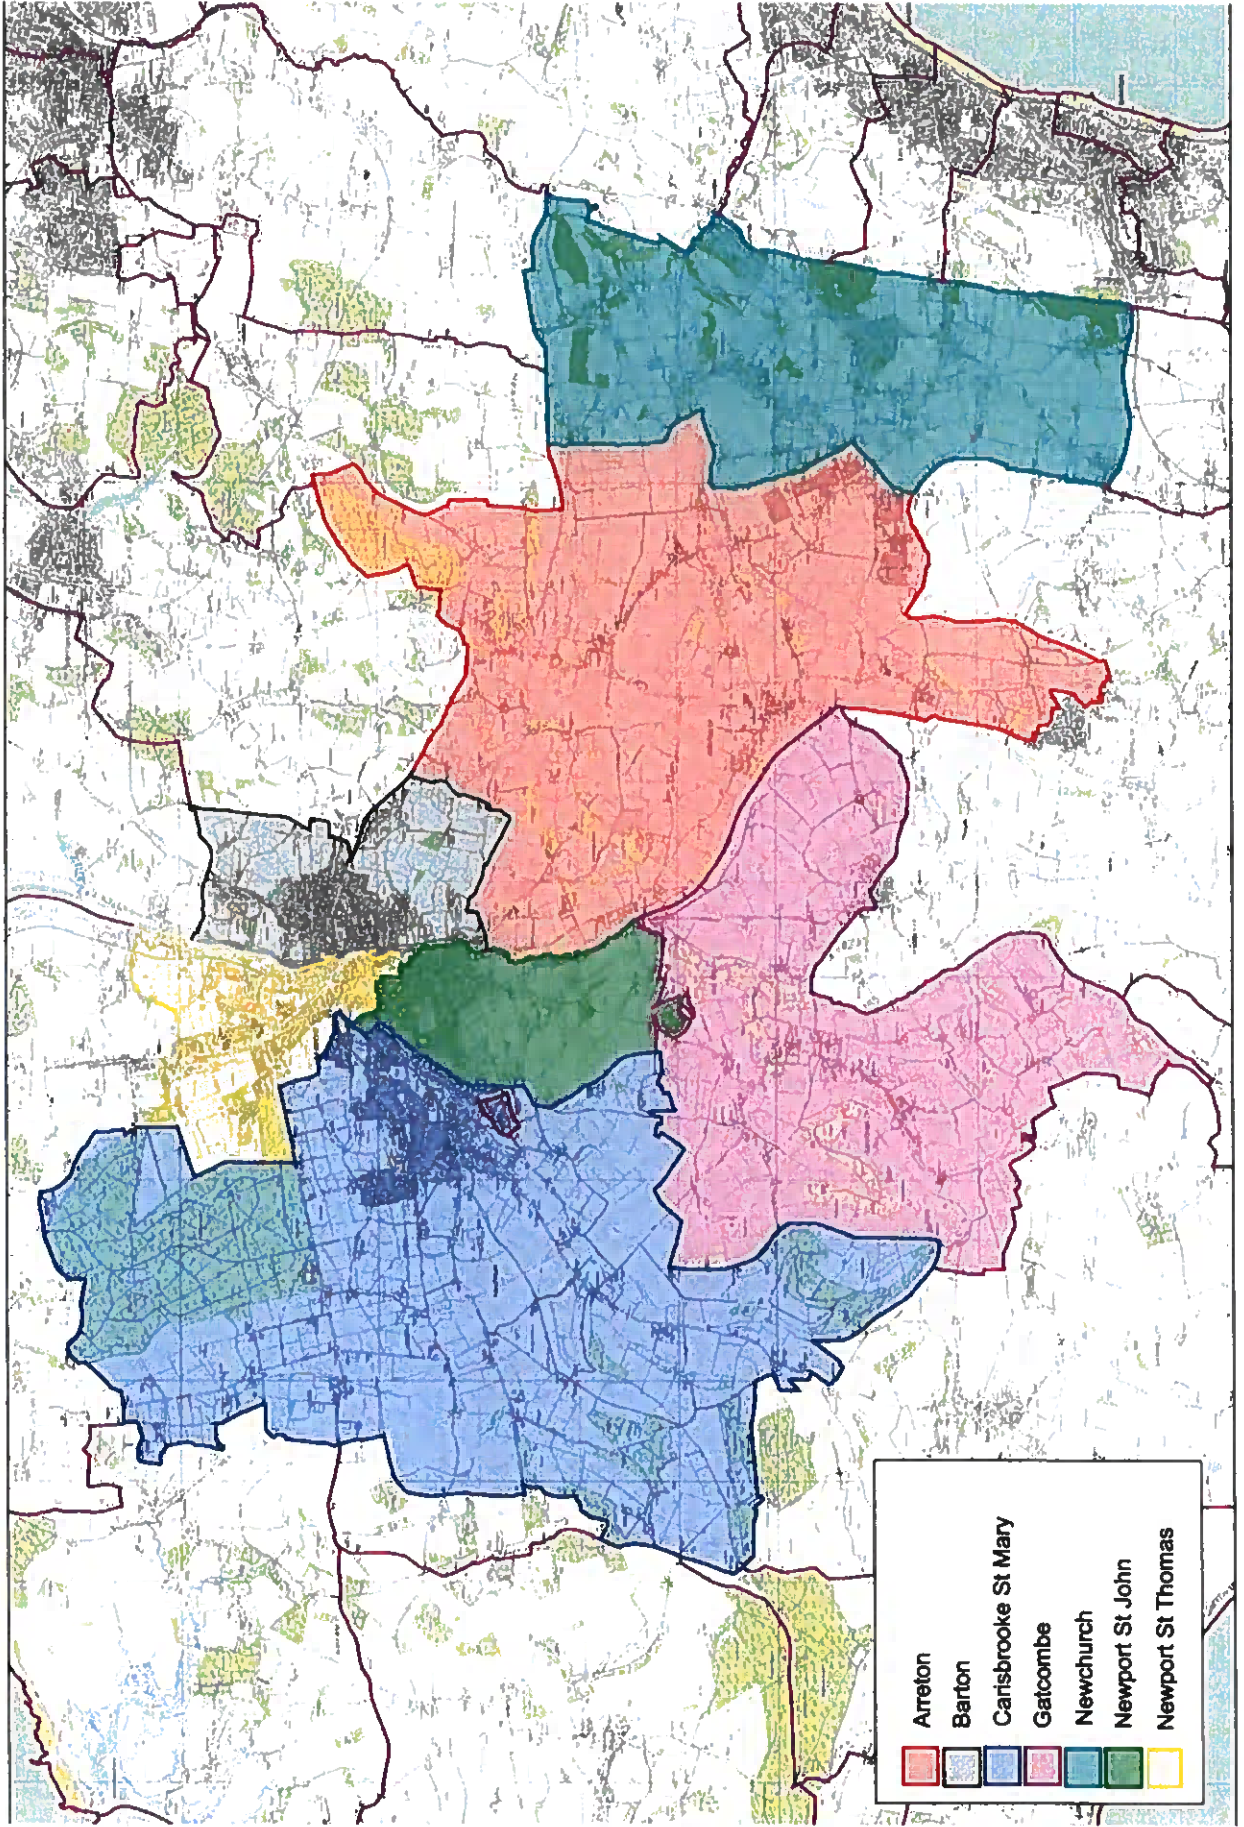 Arreton
Barton
Carisbrooke St Mary
Gatcombe
Newchurch
Newport St John
Newport St Thomas